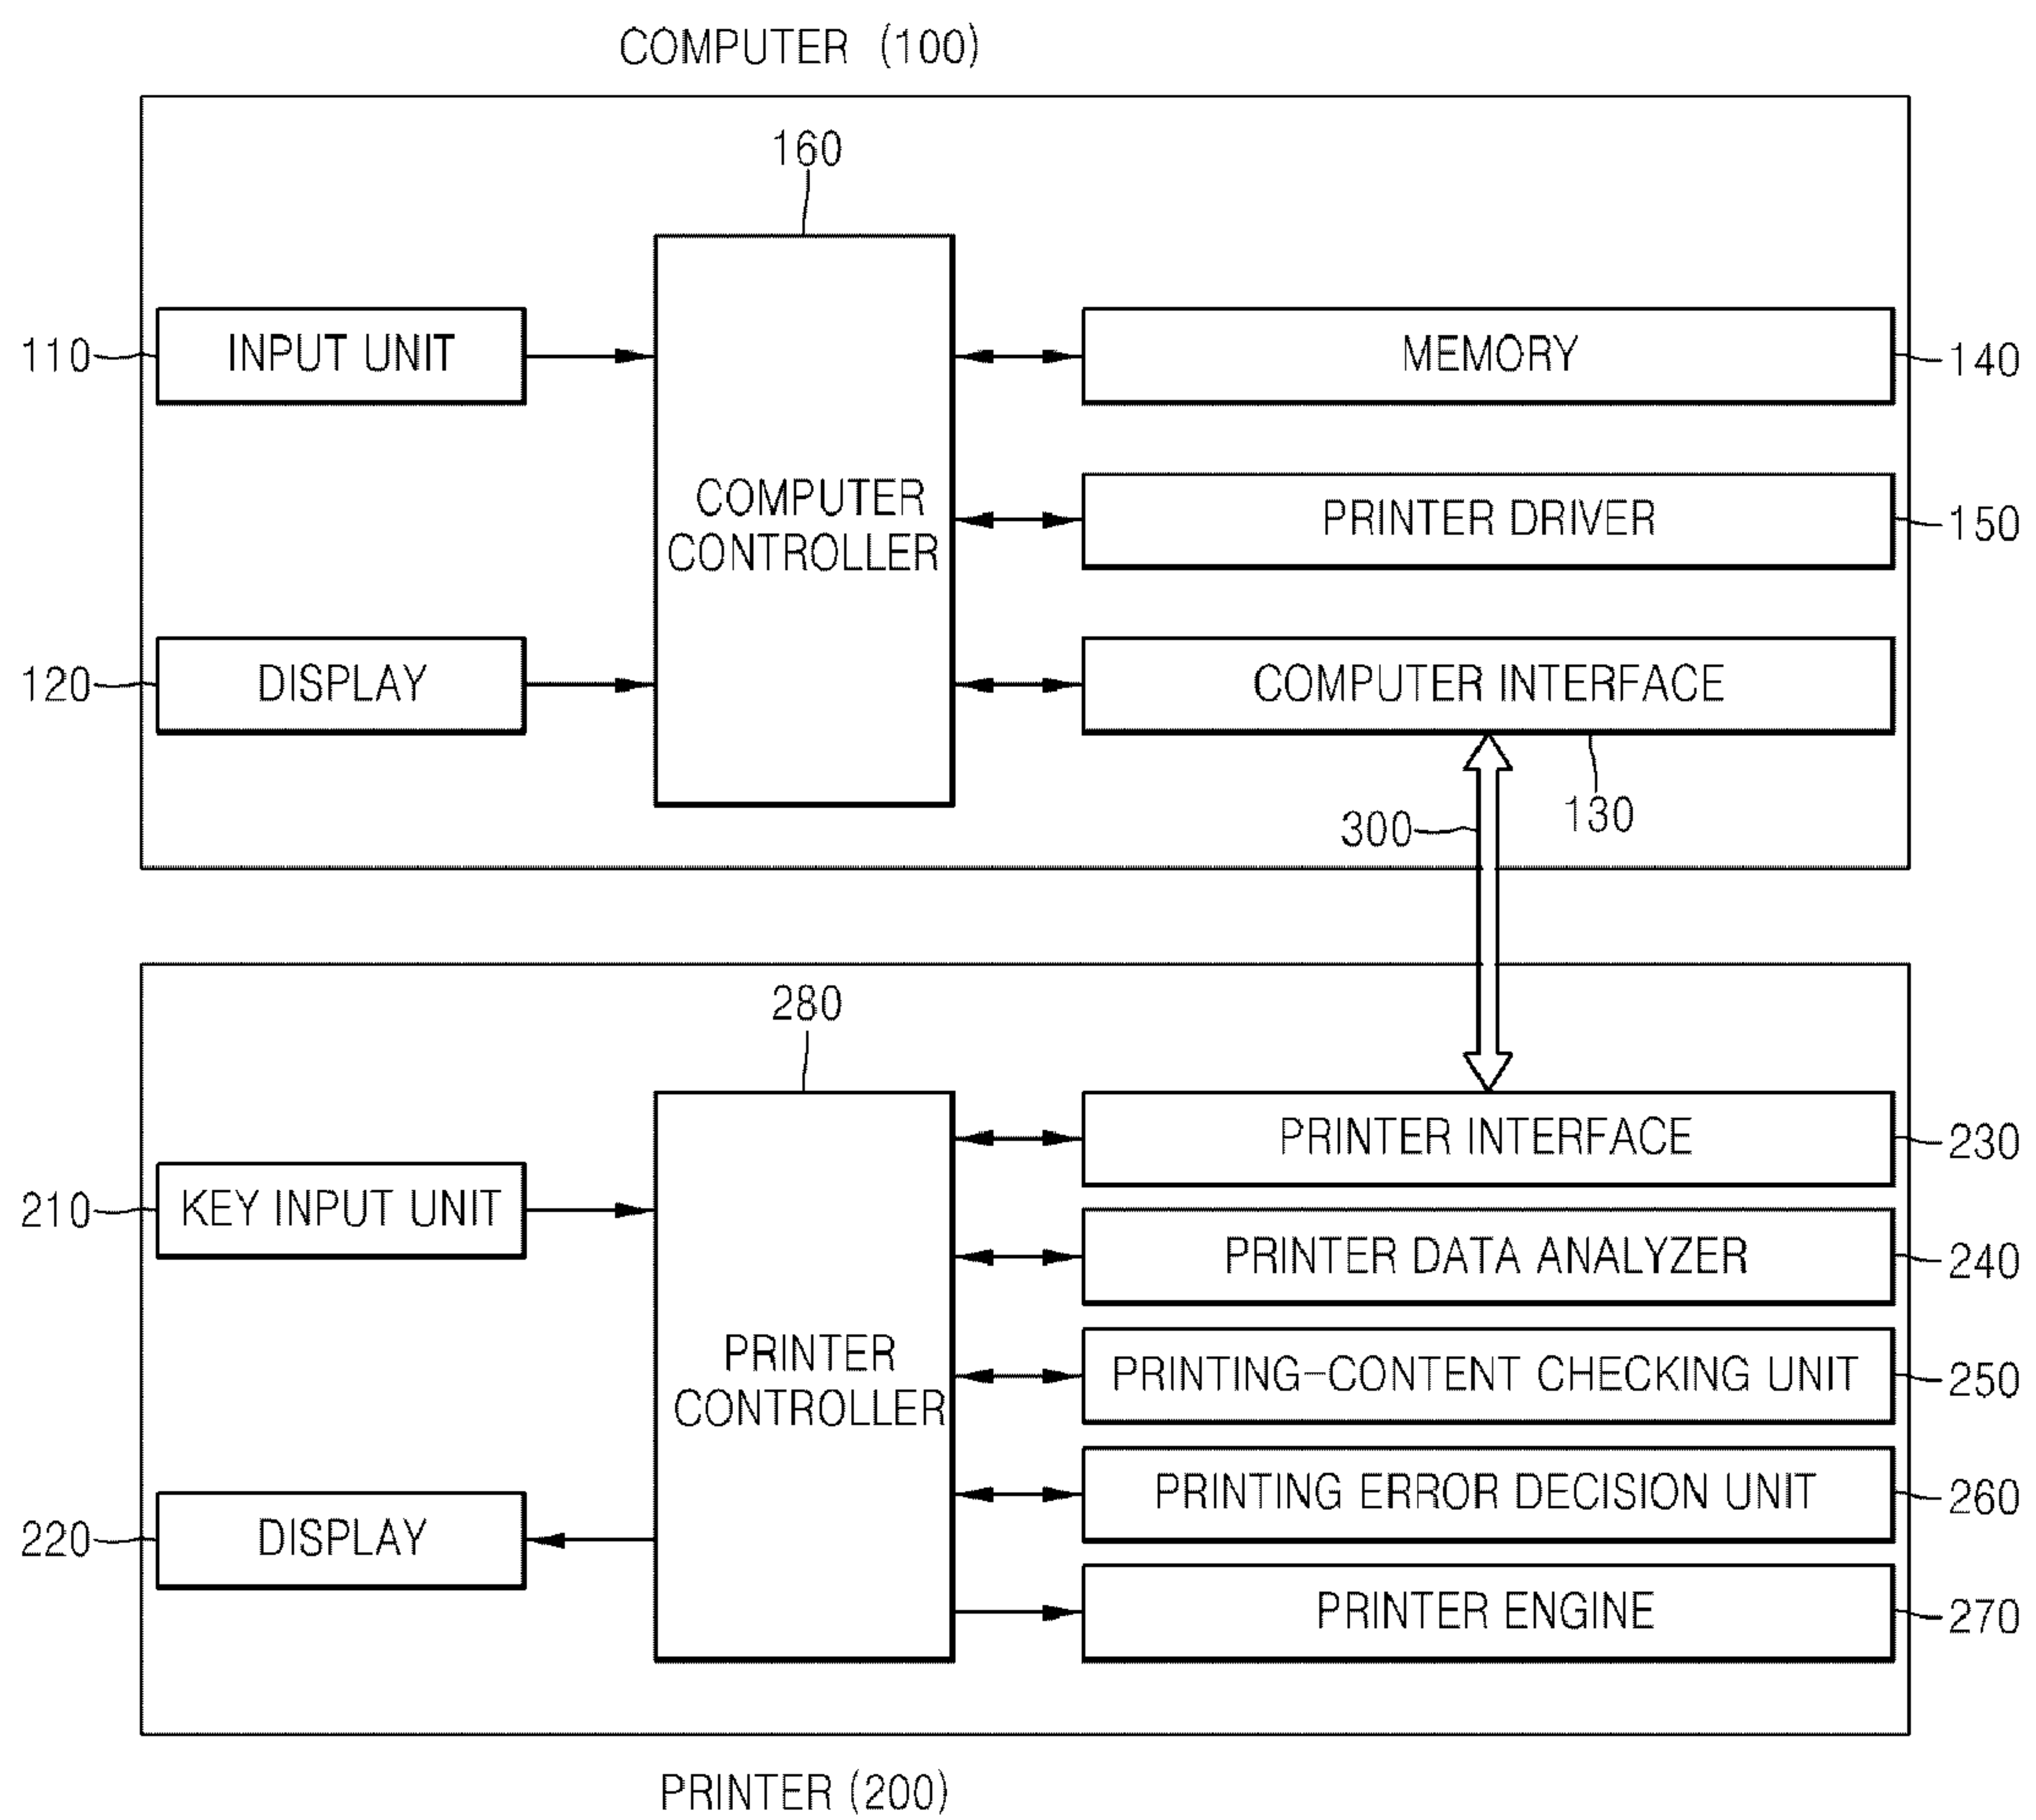 COMPUTER (100)
160
110
INPUT UNIT
MEMORY
140
COMPUTER
CONTROLLER
PRINTER DRIVER
150
120
DISPLAY
COMPUTER INTERFACE
300
130
280
PRINTER INTERFACE
230
210
KEY INPUT UNIT
PRINTER DATA ANALYZER
240
PRINTER
CONTROLLER
PRINTING-CONTENT CHECKING UNIT
250
PRINTING ERROR DECISION UNIT
260
220
DISPLAY
PRINTER ENGINE
270
PRINTER (200)